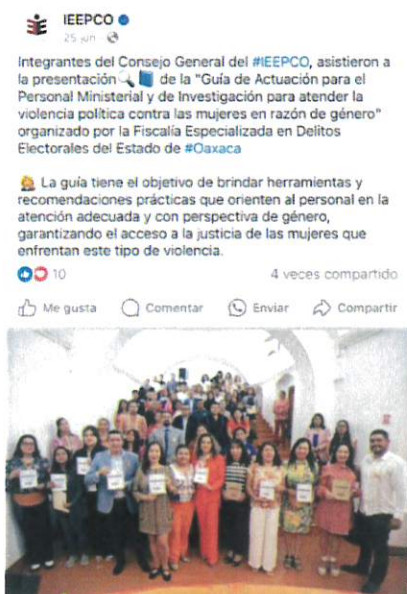 IEEPCO
25 jun
Integrantes del Consejo General del #IEEPCO, asistieron a
la presentación de la "Guía de Actuación para el
Personal Ministerial y de Investigación para atender la
violencia política contra las mujeres en razón de género"
organizado por la Fiscalía Especializada en Delitos
Electorales del Estado de #Oaxaca
La guía tiene el objetivo de brindar herramientas y
recomendaciones prácticas que orienten al personal en la
atención adecuada y con perspectiva de género,
garantizando el acceso a la justicia de las mujeres que
enfrentan este tipo de violencia.
10 4 veces compartido
Me gusta Comentar Enviar Compartir